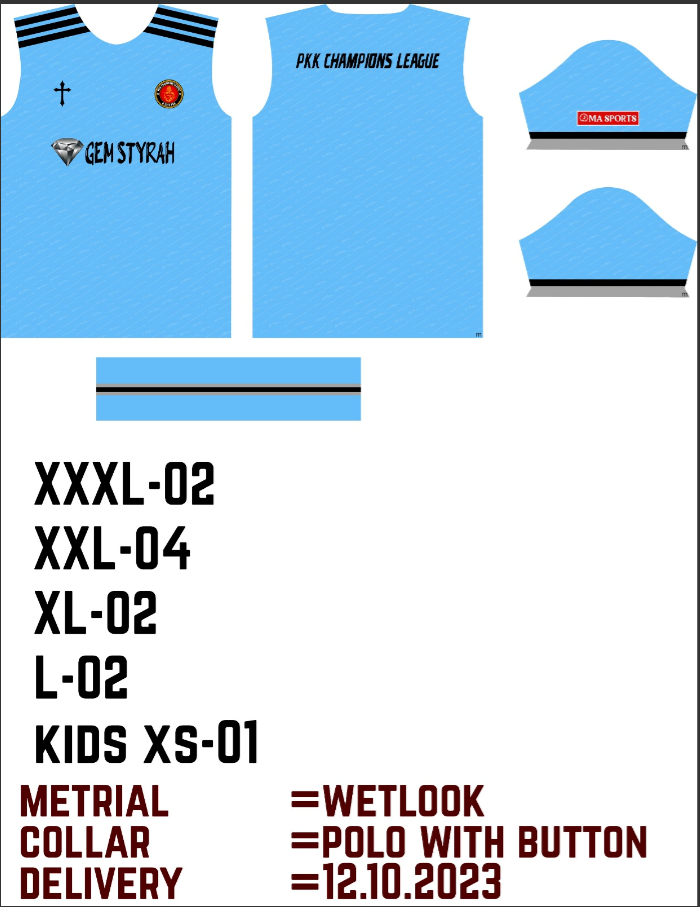 PKK CHAMPIONS LEAGUE
MA SPORTS
GEM STYRAH
m
m
m
XXXL-02
XXL-04
XL-02
L-02
KIDS XS-01
METRIAL =WETLOOK
COLLAR =POLO WITH BUTTON
DELIVERY =12.10.2023